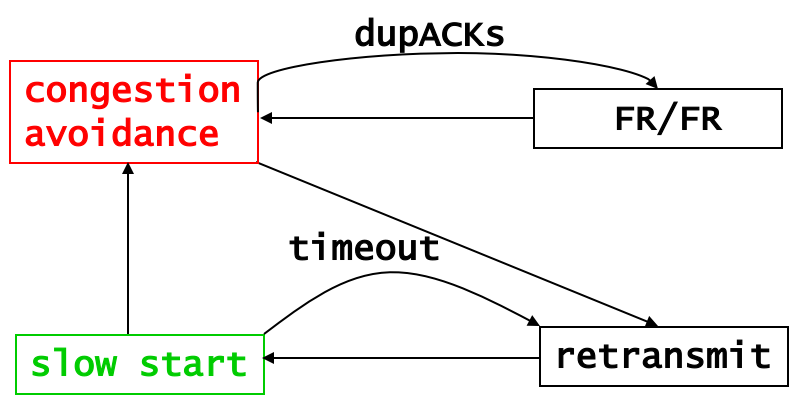 dupACKs
congestion
avoidance
FR/FR
timeout
slow start
retransmit